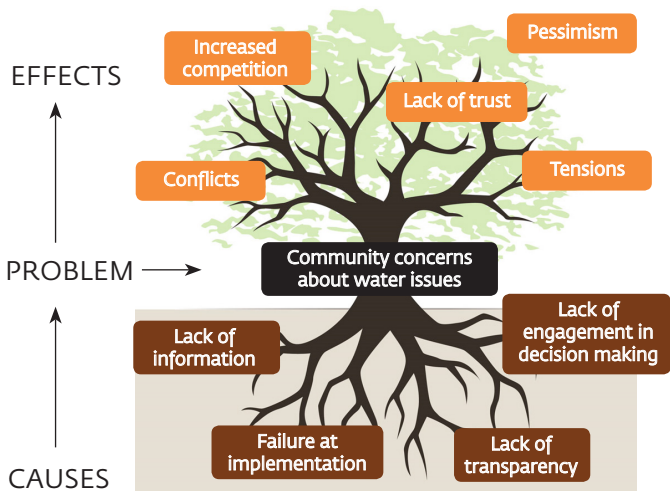 Increased
competition
Pessimism
EFFECTS
Lack of trust
Conflicts
Tensions
PROBLEM
Community concerns
about water issues
Lack of
information
Lack of
engagement in
decision making
Failure at
implementation
Lack of
transparency
CAUSES